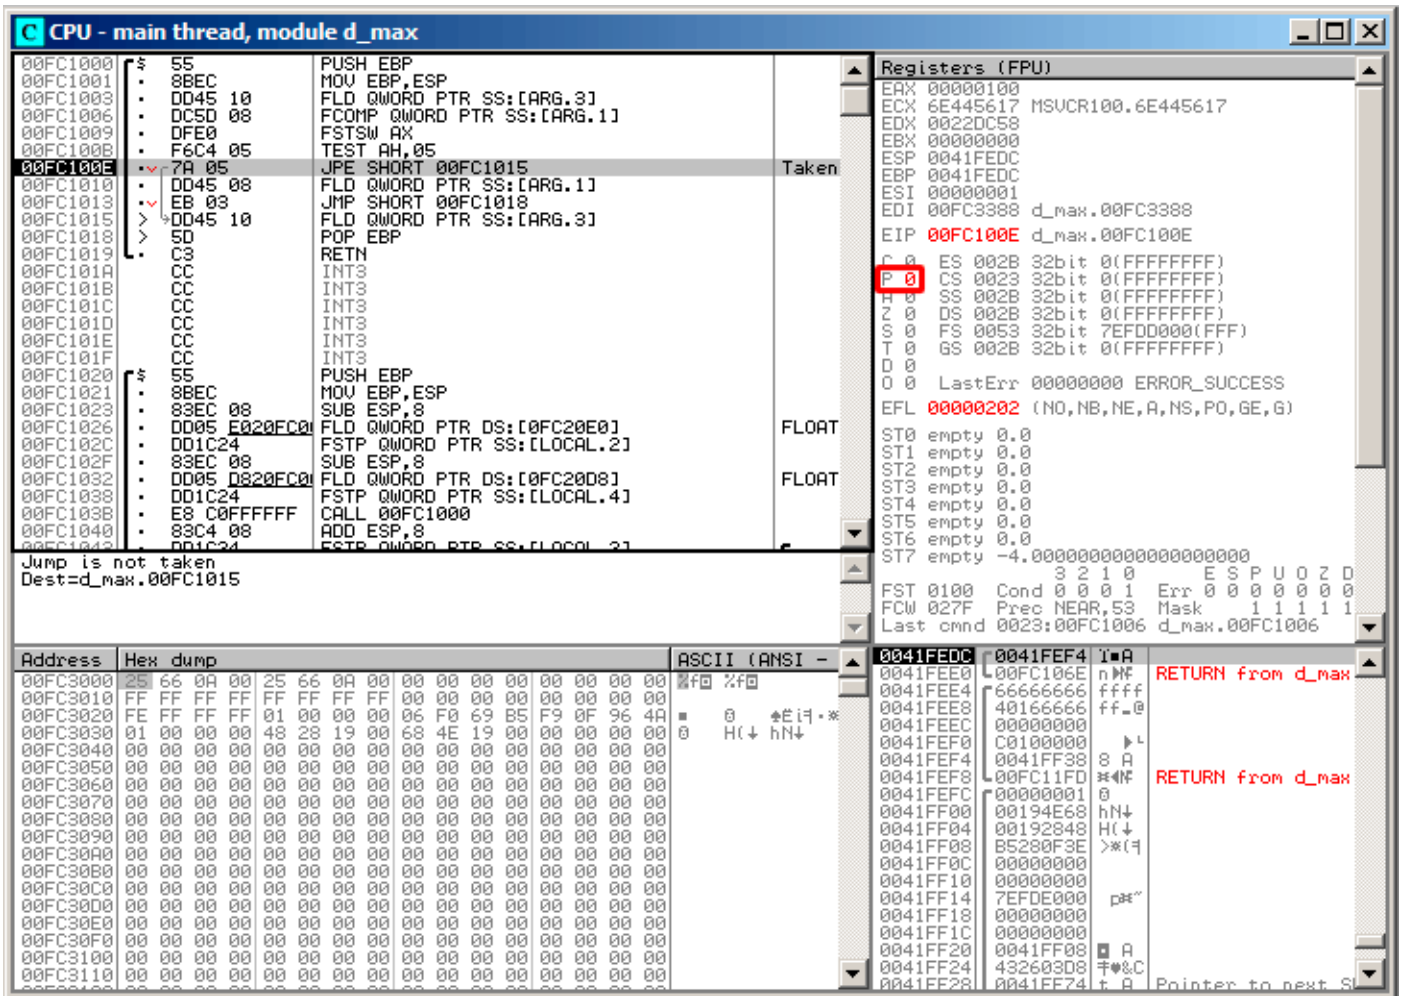 C CPU - main thread, module d_max
00FC1000 $ 55 PUSH EBP
00FC1001 . 8BEC MOV EBP,ESP
00FC1003 . DD45 10 FLD QWORD PTR SS:[ARG.3]
00FC1006 . DC5D 08 FCOMP QWORD PTR SS:[ARG.1]
00FC1009 . DFE0 FSTSW AX
00FC100B . F6C4 05 TEST AH,05
00FC100E . 7A 05 JPE SHORT 00FC1015 Taken
00FC1010 . DD45 08 FLD QWORD PTR SS:[ARG.1]
00FC1013 . EB 03 JMP SHORT 00FC1018
00FC1015 > DD45 10 FLD QWORD PTR SS:[ARG.3]
00FC1018 > 5D POP EBP
00FC1019 . C3 RETN
00FC101A CC INT3
00FC101B CC INT3
00FC101C CC INT3
00FC101D CC INT3
00FC101E CC INT3
00FC101F CC INT3
00FC1020 $ 55 PUSH EBP
00FC1021 . 8BEC MOV EBP,ESP
00FC1023 . 83EC 08 SUB ESP,8
00FC1026 . DD05 E020FC0 FLD QWORD PTR DS:[0FC20E0] FLOAT
00FC102C . DD1C24 FSTP QWORD PTR SS:[LOCAL.2]
00FC102F . 83EC 08 SUB ESP,8
00FC1032 . DD05 D820FC0 FLD QWORD PTR DS:[0FC20D8] FLOAT
00FC1038 . DD1C24 FSTP QWORD PTR SS:[LOCAL.4]
00FC103B . E8 C0FFFFFF CALL 00FC1000
00FC1040 . 83C4 08 ADD ESP,8
00FC1043 . DD1C24 FSTP QWORD PTR SS:[LOCAL.2]
Jump is not taken
Dest=d_max.00FC1015
Registers (FPU)
EAX 00000100
ECX 6E445617 MSVCR100.6E445617
EDX 0022DC58
EBX 00000000
ESP 0041FEDC
EBP 0041FEDC
ESI 00000001
EDI 00FC3388 d_max.00FC3388
EIP 00FC100E d_max.00FC100E
C 0 ES 002B 32bit 0(FFFFFFFF)
P 0 CS 0023 32bit 0(FFFFFFFF)
A 0 SS 002B 32bit 0(FFFFFFFF)
Z 0 DS 002B 32bit 0(FFFFFFFF)
S 0 FS 0053 32bit 7EFDD000(FFF)
T 0 GS 002B 32bit 0(FFFFFFFF)
D 0
O 0 LastErr 00000000 ERROR_SUCCESS
EFL 00000202 (NO,NB,NE,A,NS,PO,GE,G)
ST0 empty 0.0
ST1 empty 0.0
ST2 empty 0.0
ST3 empty 0.0
ST4 empty 0.0
ST5 empty 0.0
ST6 empty 0.0
ST7 empty -4.0000000000000000000
3 2 1 0 E S P U O Z D
FST 0100 Cond 0 0 0 1 Err 0 0 0 0 0 0 0
FCW 027F Prec NEAR,53 Mask 1 1 1 1 1
Last cmnd 0023:00FC1006 d_max.00FC1006
Address Hex dump ASCII (ANSI -
00FC3000 25 66 0A 00 25 66 0A 00 00 00 00 00 00 00 00 00 %f◙ %f◙
00FC3010 FF FF FF FF FF FF FF FF 00 00 00 00 00 00 00 00
00FC3020 FE FF FF FF 01 00 00 00 06 F0 69 B5 F9 0F 96 4A
00FC3030 01 00 00 00 48 28 19 00 68 4E 19 00 00 00 00 00 H(↓ hN↓
00FC3040 00 00 00 00 00 00 00 00 00 00 00 00 00 00 00 00
00FC3050 00 00 00 00 00 00 00 00 00 00 00 00 00 00 00 00
00FC3060 00 00 00 00 00 00 00 00 00 00 00 00 00 00 00 00
00FC3070 00 00 00 00 00 00 00 00 00 00 00 00 00 00 00 00
00FC3080 00 00 00 00 00 00 00 00 00 00 00 00 00 00 00 00
00FC3090 00 00 00 00 00 00 00 00 00 00 00 00 00 00 00 00
00FC30A0 00 00 00 00 00 00 00 00 00 00 00 00 00 00 00 00
00FC30B0 00 00 00 00 00 00 00 00 00 00 00 00 00 00 00 00
00FC30C0 00 00 00 00 00 00 00 00 00 00 00 00 00 00 00 00
00FC30D0 00 00 00 00 00 00 00 00 00 00 00 00 00 00 00 00
00FC30E0 00 00 00 00 00 00 00 00 00 00 00 00 00 00 00 00
00FC30F0 00 00 00 00 00 00 00 00 00 00 00 00 00 00 00 00
00FC3100 00 00 00 00 00 00 00 00 00 00 00 00 00 00 00 00
00FC3110 00 00 00 00 00 00 00 00 00 00 00 00 00 00 00 00
0041FEDC 0041FEF4
0041FEE0 00FC106E RETURN from d_max
0041FEE4 66666666 ffff
0041FEE8 40166666 ff▬@
0041FEEC 00000000
0041FEF0 C0100000
0041FEF4 0041FF38 8 A
0041FEF8 00FC11FD RETURN from d_max
0041FEFC 00000001
0041FF00 00194E68 hN↓
0041FF04 00192848 H(↓
0041FF08 B5280F3E
0041FF0C 00000000
0041FF10 00000000
0041FF14 7EFDE000
0041FF18 00000000
0041FF1C 00000000
0041FF20 0041FF08 ◘ A
0041FF24 432603D8
0041FF28 0041FF74 t A Pointer to next S